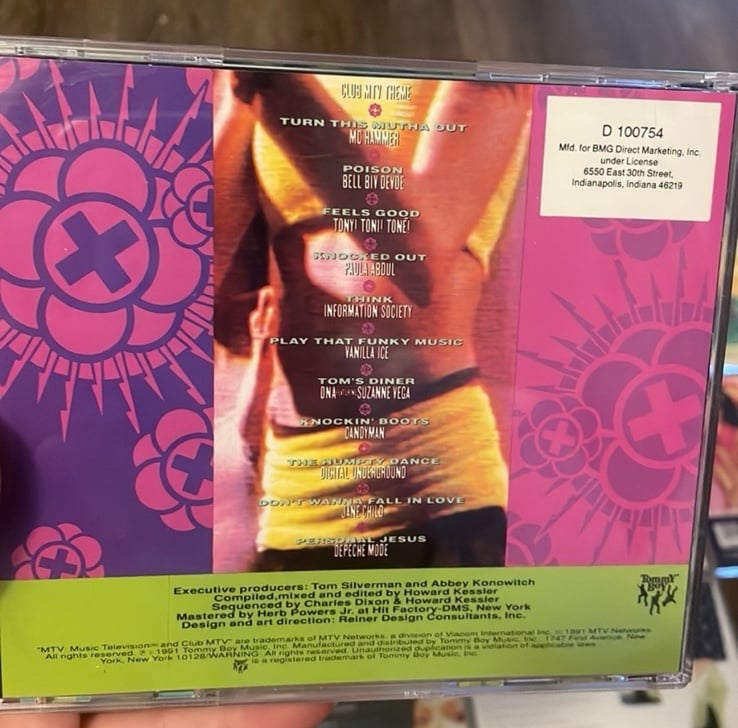 CLUB MTV THEME
TURN THIS MUTHA OUT
MC HAMMER
POISON
BELL BIV DEVOE
FEELS GOOD
TONY! TONI! TONÉ!
KNOCKED OUT
PAULA ABDUL
THINK
INFORMATION SOCIETY
PLAY THAT FUNKY MUSIC
VANILLA ICE
TOM'S DINER
DNA FEATURING SUZANNE VEGA
KNOCKIN' BOOTS
CANDYMAN
THE HUMPTY DANCE
DIGITAL UNDERGROUND
DON'T WANNA FALL IN LOVE
JANE CHILD
PERSONAL JESUS
DEPECHE MODE
D 100754
Mfd. for BMG Direct Marketing, Inc.
under License
6550 East 30th Street,
Indianapolis, Indiana 46219
Executive producers: Tom Silverman and Abbey Konowitch
Compiled,mixed and edited by Howard Kessler
Sequenced by Charles Dixon & Howard Kessler
Mastered by Herb Powers Jr. at Hit Factory-DMS, New York
Design and art direction: Reiner Design Consultants, Inc.
Tommy Boy
"MTV: Music Television" and Club MTV" are trademarks of MTV Networks, a division of Viacom International Inc. © 1991 MTV Networks.
All rights reserved. ℗ © 1991 Tommy Boy Music, Inc. Manufactured and distributed by Tommy Boy Music, Inc. 1747 First Avenue, New
York, New York 10128/WARNING: All rights reserved. Unauthorized duplication is a violation of applicable laws.
is a registered trademark of Tommy Boy Music, Inc.